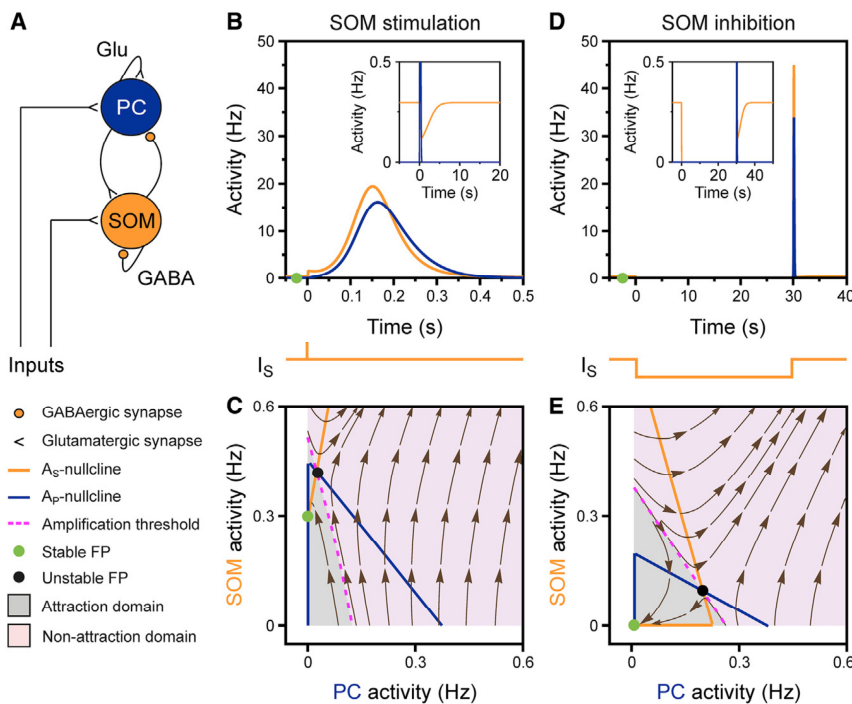 A
Glu
PC
SOM
GABA
Inputs
GABAergic synapse
Glutamatergic synapse
A_S-nullcline
A_P-nullcline
Amplification threshold
Stable FP
Unstable FP
Attraction domain
Non-attraction domain
B
SOM stimulation
50
40
30
20
10
0
Activity (Hz)
0 0.1 0.2 0.3 0.4 0.5
Time (s)
0.5
0
Activity (Hz)
0 10 20
Time (s)
I_S
C
0.6
0.3
0
SOM activity (Hz)
0 0.3 0.6
PC activity (Hz)
D
SOM inhibition
50
40
30
20
10
0
Activity (Hz)
0 10 20 30 40
Time (s)
0.5
0
Activity (Hz)
0 20 40
Time (s)
I_S
E
0.6
0.3
0
SOM activity (Hz)
0 0.3 0.6
PC activity (Hz)